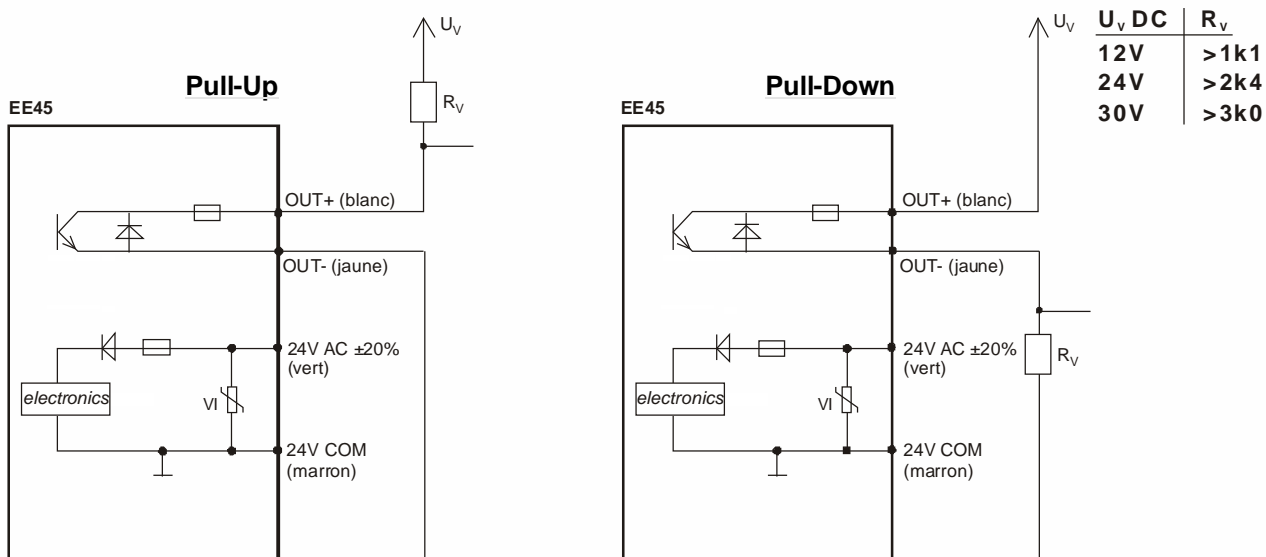 Pull-Up
EE45
U_V
R_V
OUT+ (blanc)
OUT- (jaune)
24V AC ±20%
(vert)
electronics
VI
24V COM
(marron)
Pull-Down
EE45
U_V
OUT+ (blanc)
OUT- (jaune)
24V AC ±20%
(vert)
R_V
electronics
VI
24V COM
(marron)
U_v DC R_v
12V >1k1
24V >2k4
30V >3k0